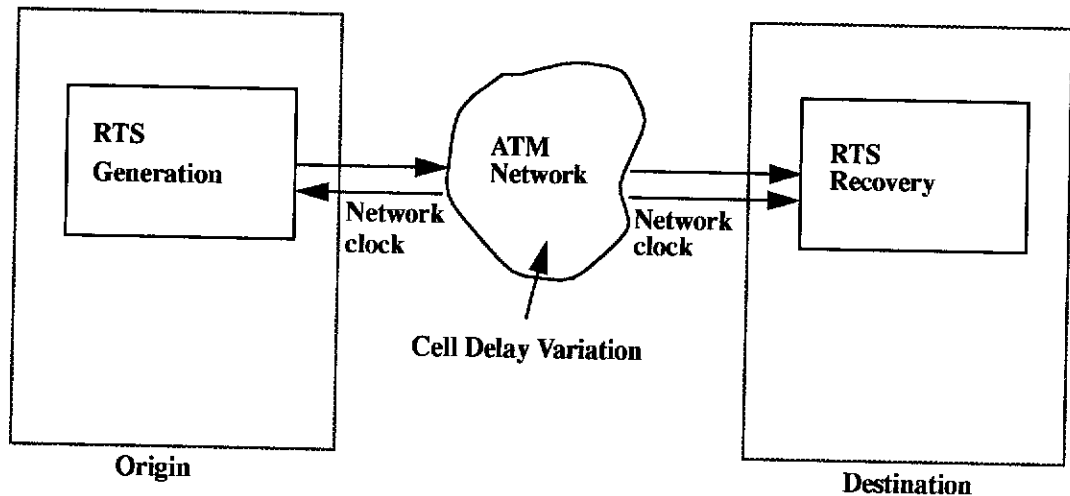 RTS
Generation
ATM
Network
RTS
Recovery
Network
clock
Network
clock
Cell Delay Variation
Origin
Destination